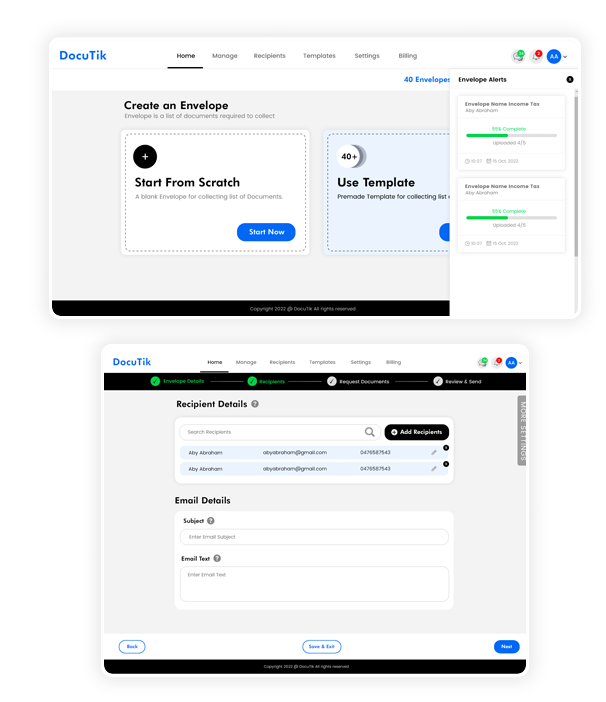 DocuTik
Home Manage Recipients Templates Settings Billing
AA
40 Envelopes
Envelope Alerts
Create an Envelope
Envelope is a list of documents required to collect
+
Start From Scratch
A blank Envelope for collecting list of Documents.
Start Now
40+
Use Template
Premade Template for collecting list
Envelope Name Income Tax
Aby Abraham
Complete
Uploaded 4/5
10:07 15 Oct, 2022
Envelope Name Income Tax
Aby Abraham
Complete
Uploaded 4/5
10:07 15 Oct, 2022
Copyright 2022 @ DocuTik All rights reserved
DocuTik
Home Manage Recipients Templates Settings Billing
AA
Envelope Details Recipients Request Documents Review & Send
MORE SETTINGS
Recipient Details ?
Search Recipients
Add Recipients
Aby Abraham abyabraham@gmail.com 0476587543
Aby Abraham abyabraham@gmail.com 0476587543
Email Details
Subject ?
Enter Email Subject
Email Text ?
Enter Email Text
Back Save & Exit Next
Copyright 2022 @ DocuTik All rights reserved